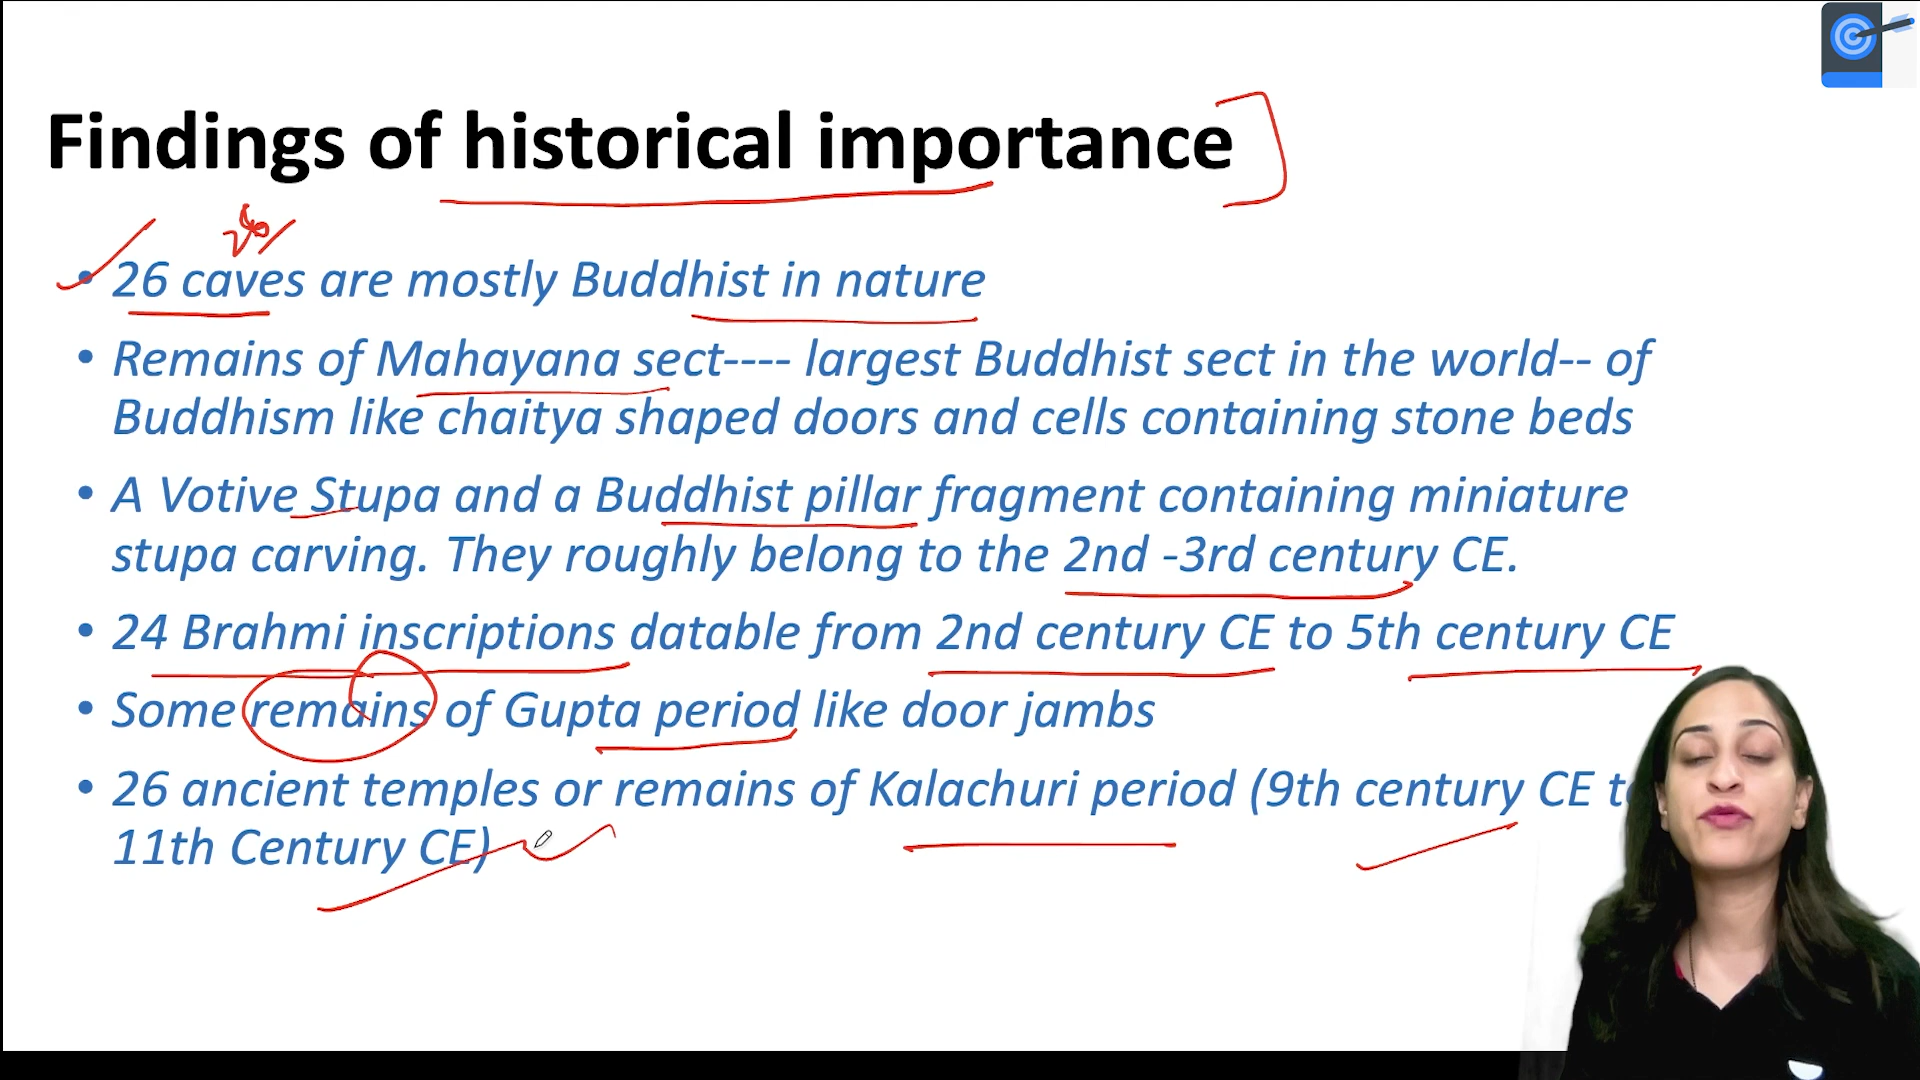 Findings of historical importance
• 26 caves are mostly Buddhist in nature
• Remains of Mahayana sect---- largest Buddhist sect in the world-- of
Buddhism like chaitya shaped doors and cells containing stone beds
• A Votive Stupa and a Buddhist pillar fragment containing miniature
stupa carving. They roughly belong to the 2nd -3rd century CE.
• 24 Brahmi inscriptions datable from 2nd century CE to 5th century CE
• Some remains of Gupta period like door jambs
• 26 ancient temples or remains of Kalachuri period (9th century CE
11th Century CE)